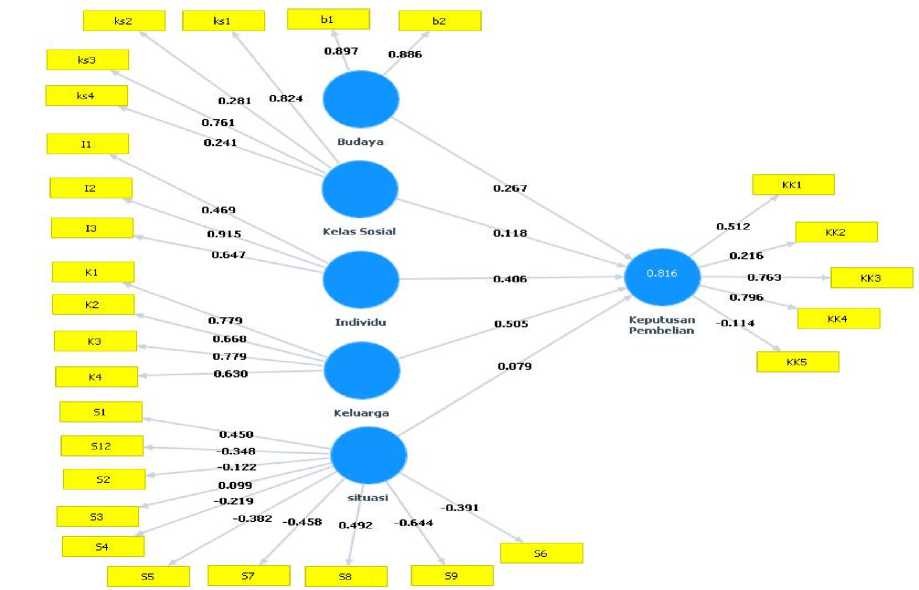 ks2
ks1
b1
b2
0.897
0.886
ks3
ks4
0.281
0.824
0.761
0.241
Budaya
I1
I2
I3
0.469
0.915
0.647
Kelas Sosial
0.267
0.118
KK1
KK2
KK3
KK4
KK5
0.512
0.216
0.763
0.796
-0.114
0.816
Keputusan
Pembelian
K1
K2
K3
K4
0.779
0.668
0.779
0.630
Individu
0.406
0.505
0.079
Keluarga
S1
S12
S2
S3
S4
0.450
-0.348
-0.122
0.099
-0.219
-0.382
-0.458
0.492
-0.644
-0.391
situasi
S5
S7
S8
S9
S6